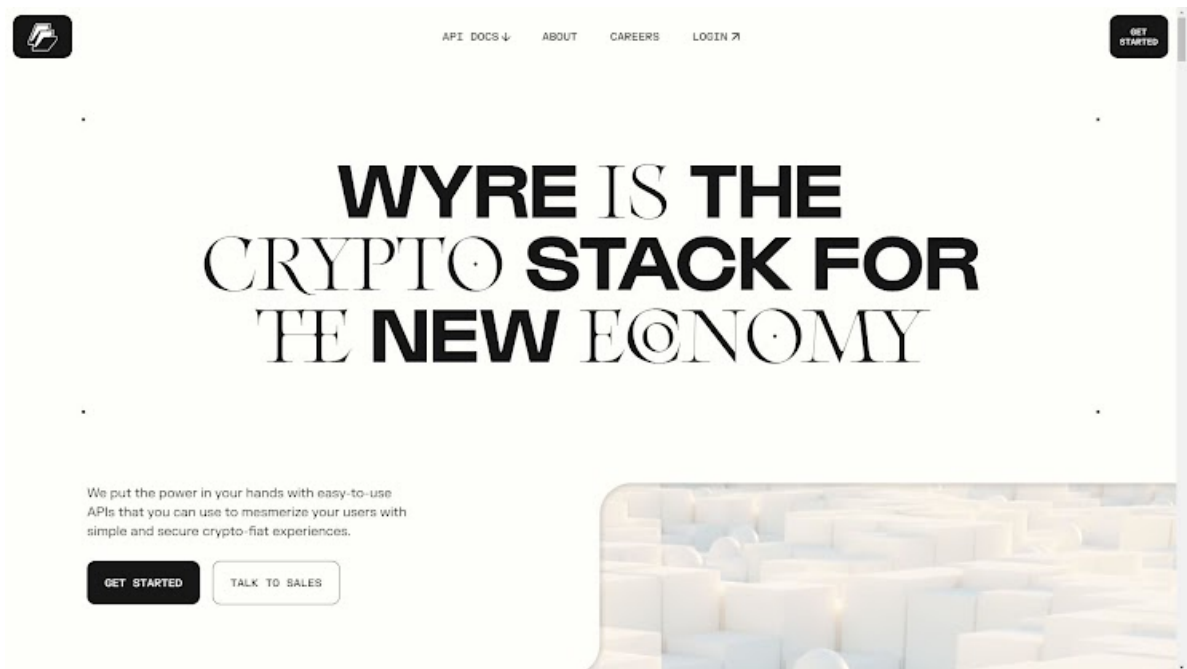 API DOCS↓ ABOUT CAREERS LOGIN↗
GET
STARTED
WYRE IS THE
CRYPTO STACK FOR
THE NEW ECONOMY
We put the power in your hands with easy-to-use
APIs that you can use to mesmerize your users with
simple and secure crypto-fiat experiences.
GET STARTED TALK TO SALES